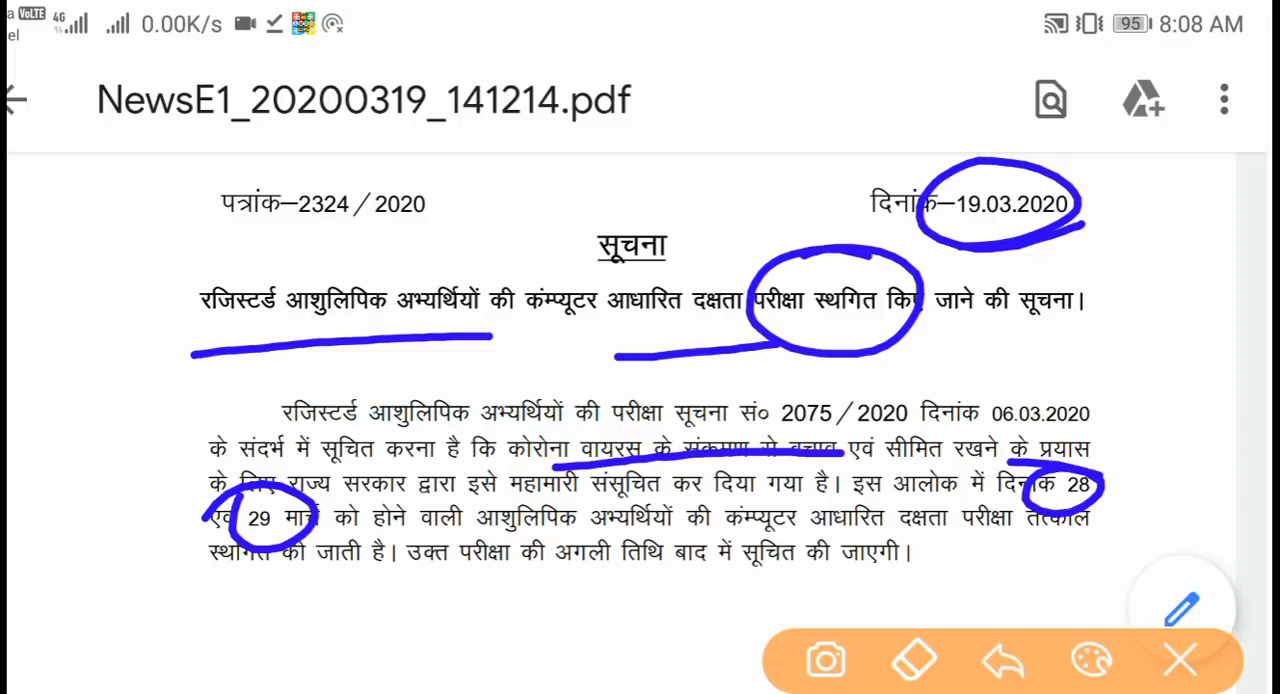 a VoLTE 4G 0.00K/s 95 8:08 AM
el
NewsE1_20200319_141214.pdf
पत्रांक–2324/2020 दिनांक–19.03.2020
सूचना
रजिस्टर्ड आशुलिपिक अभ्यर्थियों की कंम्प्यूटर आधारित दक्षता परीक्षा स्थगित किए जाने की सूचना।
रजिस्टर्ड आशुलिपिक अभ्यर्थियों की परीक्षा सूचना सं० 2075/2020 दिनांक 06.03.2020
के संदर्भ में सूचित करना है कि कोरोना वायरस के संक्रमण से बचाव एवं सीमित रखने के प्रयास
के लिए राज्य सरकार द्वारा इसे महामारी संसूचित कर दिया गया है। इस आलोक में दिनांक 28
एवं 29 मार्च को होने वाली आशुलिपिक अभ्यर्थियों की कंम्प्यूटर आधारित दक्षता परीक्षा तत्काल
स्थगित की जाती है। उक्त परीक्षा की अगली तिथि बाद में सूचित की जाएगी।